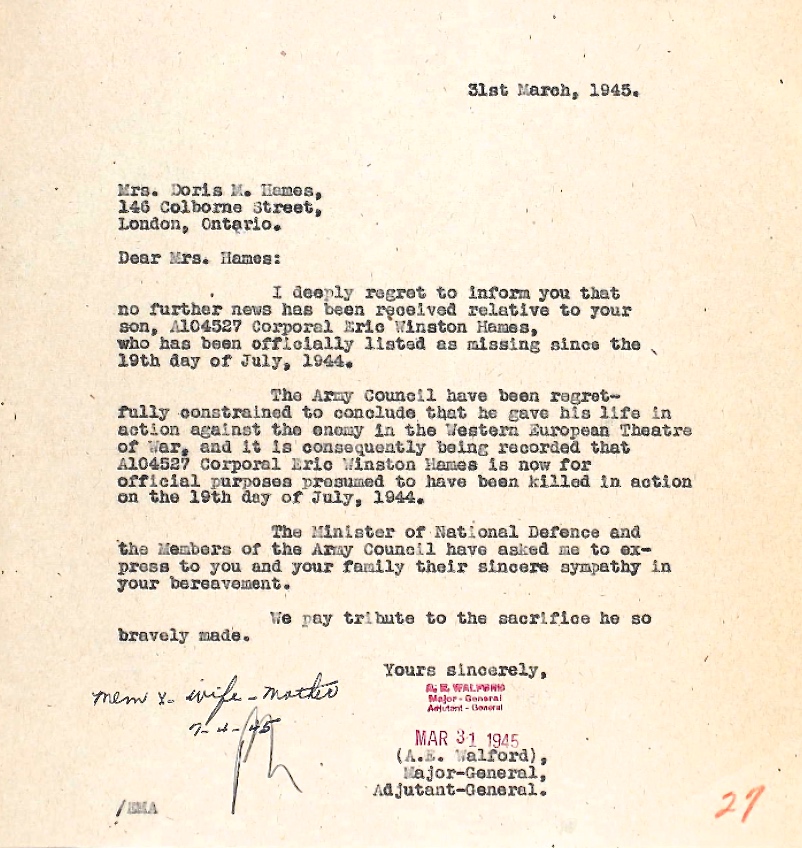 31st March, 1945.
Mrs. Doris M. Hames,
146 Colborne Street,
London, Ontario.
Dear Mrs. Hames:
I deeply regret to inform you that
no further news has been received relative to your
son, A104527 Corporal Eric Winston Hames,
who has been officially listed as missing since the
19th day of July, 1944.
The Army Council have been regret-
fully constrained to conclude that he gave his life in
action against the enemy in the Western European Theatre
of War, and it is consequently being recorded that
A104527 Corporal Eric Winston Hames is now for
official purposes presumed to have been killed in action
on the 19th day of July, 1944.
The Minister of National Defence and
the Members of the Army Council have asked me to ex-
press to you and your family their sincere sympathy in
your bereavement.
We pay tribute to the sacrifice he so
bravely made.
Yours sincerely,
A. E. WALFORD
Major-General
Adjutant-General
Mem X- wife - Mother
7-4-45
MAR 31 1945
(A.E. Walford),
Major-General,
Adjutant-General.
/EMA
27